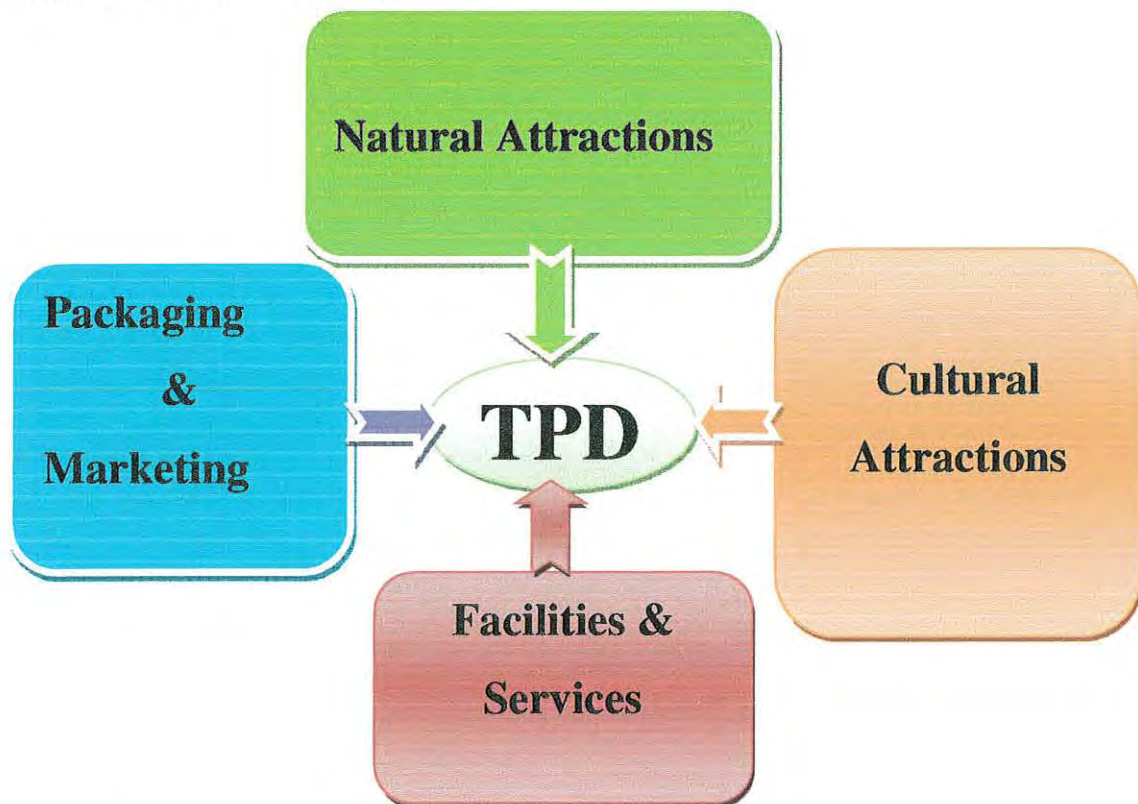 Natural Attractions
Packaging
&
Marketing
TPD
Cultural
Attractions
Facilities &
Services